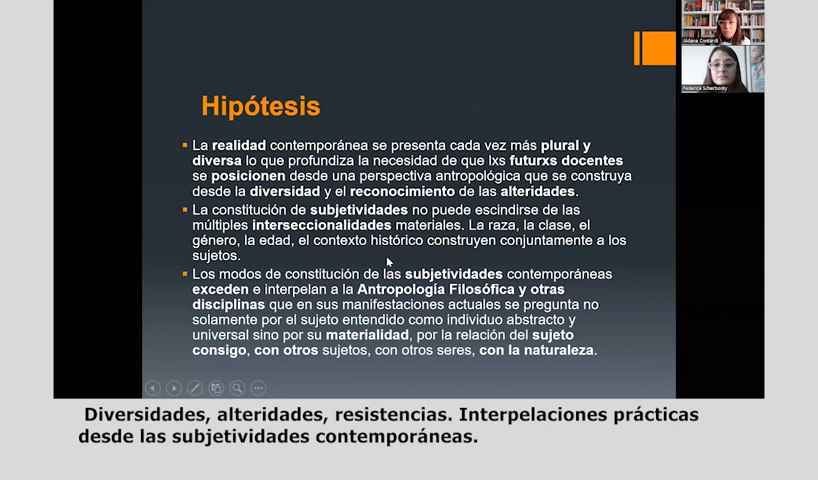 Aldana Contardi
Federica Scherbosky
Hipótesis
La realidad contemporánea se presenta cada vez más plural y
diversa lo que profundiza la necesidad de que lxs futurxs docentes
se posicionen desde una perspectiva antropológica que se construya
desde la diversidad y el reconocimiento de las alteridades.
La constitución de subjetividades no puede escindirse de las
múltiples interseccionalidades materiales. La raza, la clase, el
género, la edad, el contexto histórico construyen conjuntamente a los
sujetos.
Los modos de constitución de las subjetividades contemporáneas
exceden e interpelan a la Antropología Filosófica y otras
disciplinas que en sus manifestaciones actuales se pregunta no
solamente por el sujeto entendido como individuo abstracto y
universal sino por su materialidad, por la relación del sujeto
consigo, con otros sujetos, con otros seres, con la naturaleza.
Diversidades, alteridades, resistencias. Interpelaciones prácticas
desde las subjetividades contemporáneas.